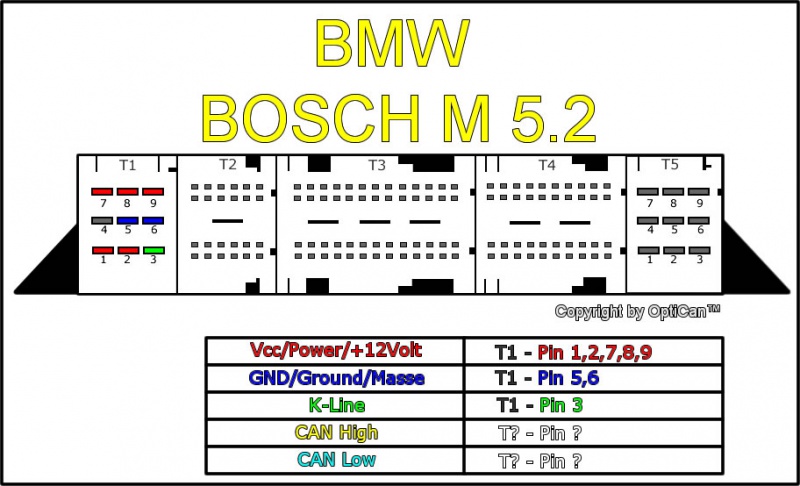 BMW
BOSCH M 5.2
T1 T2 T3 T4 T5
7 8 9 7 8 9
4 5 6 4 5 6
1 2 3 1 2 3
Copyright by OptiCan™
Vcc/Power/+12Volt T1 - Pin 1,2,7,8,9
GND/Ground/Masse T1 - Pin 5,6
K-Line T1 - Pin 3
CAN High T? - Pin ?
CAN Low T? - Pin ?